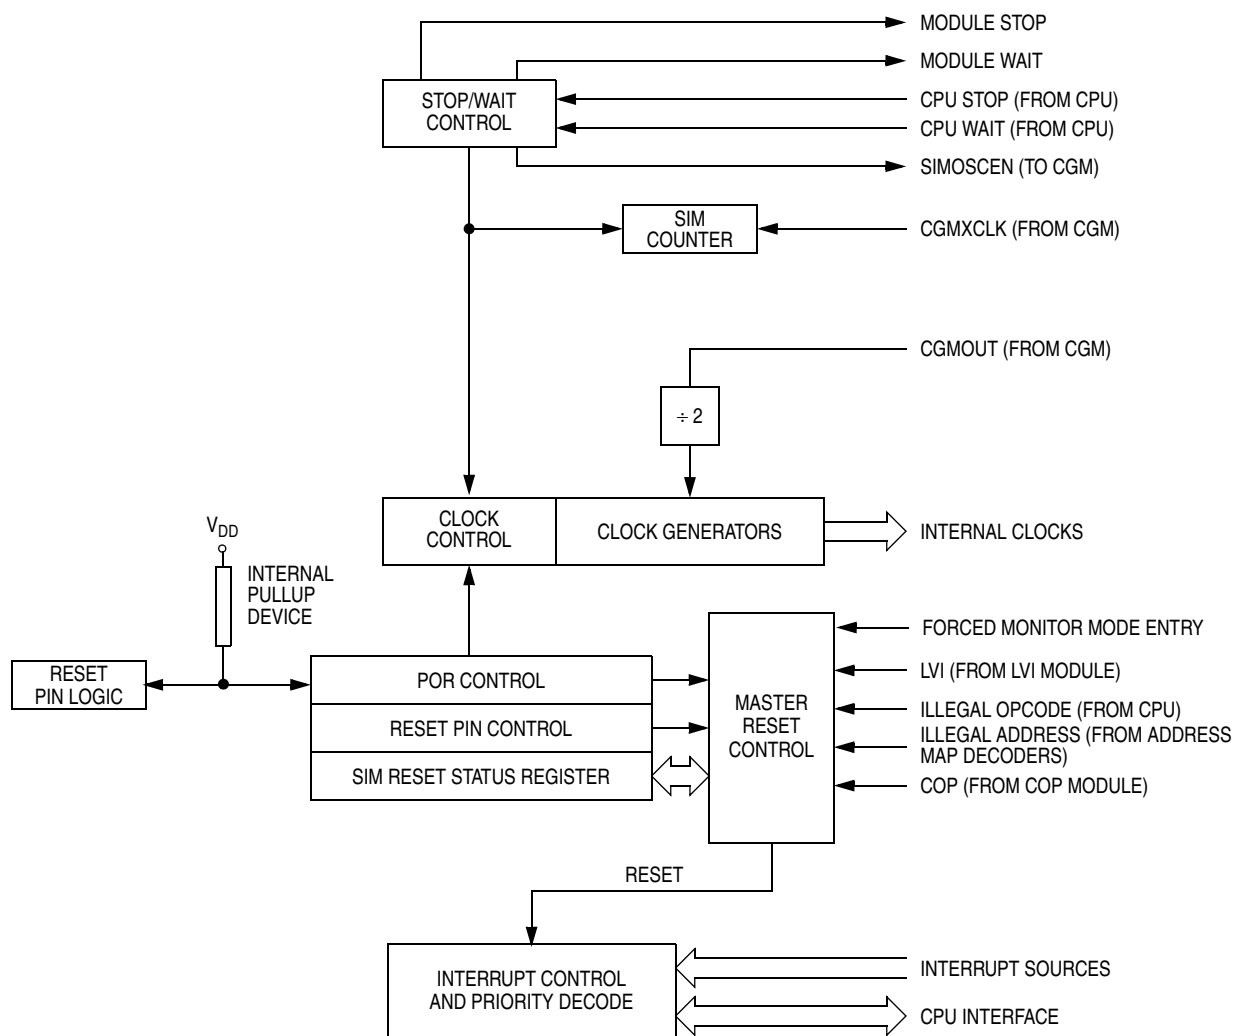 MODULE STOP
MODULE WAIT
STOP/WAIT
CONTROL
CPU STOP (FROM CPU)
CPU WAIT (FROM CPU)
SIMOSCEN (TO CGM)
SIM
COUNTER
CGMXCLK (FROM CGM)
CGMOUT (FROM CGM)
÷ 2
CLOCK
CONTROL
CLOCK GENERATORS
INTERNAL CLOCKS
VDD
INTERNAL
PULLUP
DEVICE
RESET
PIN LOGIC
POR CONTROL
RESET PIN CONTROL
SIM RESET STATUS REGISTER
MASTER
RESET
CONTROL
FORCED MONITOR MODE ENTRY
LVI (FROM LVI MODULE)
ILLEGAL OPCODE (FROM CPU)
ILLEGAL ADDRESS (FROM ADDRESS
MAP DECODERS)
COP (FROM COP MODULE)
RESET
INTERRUPT CONTROL
AND PRIORITY DECODE
INTERRUPT SOURCES
CPU INTERFACE